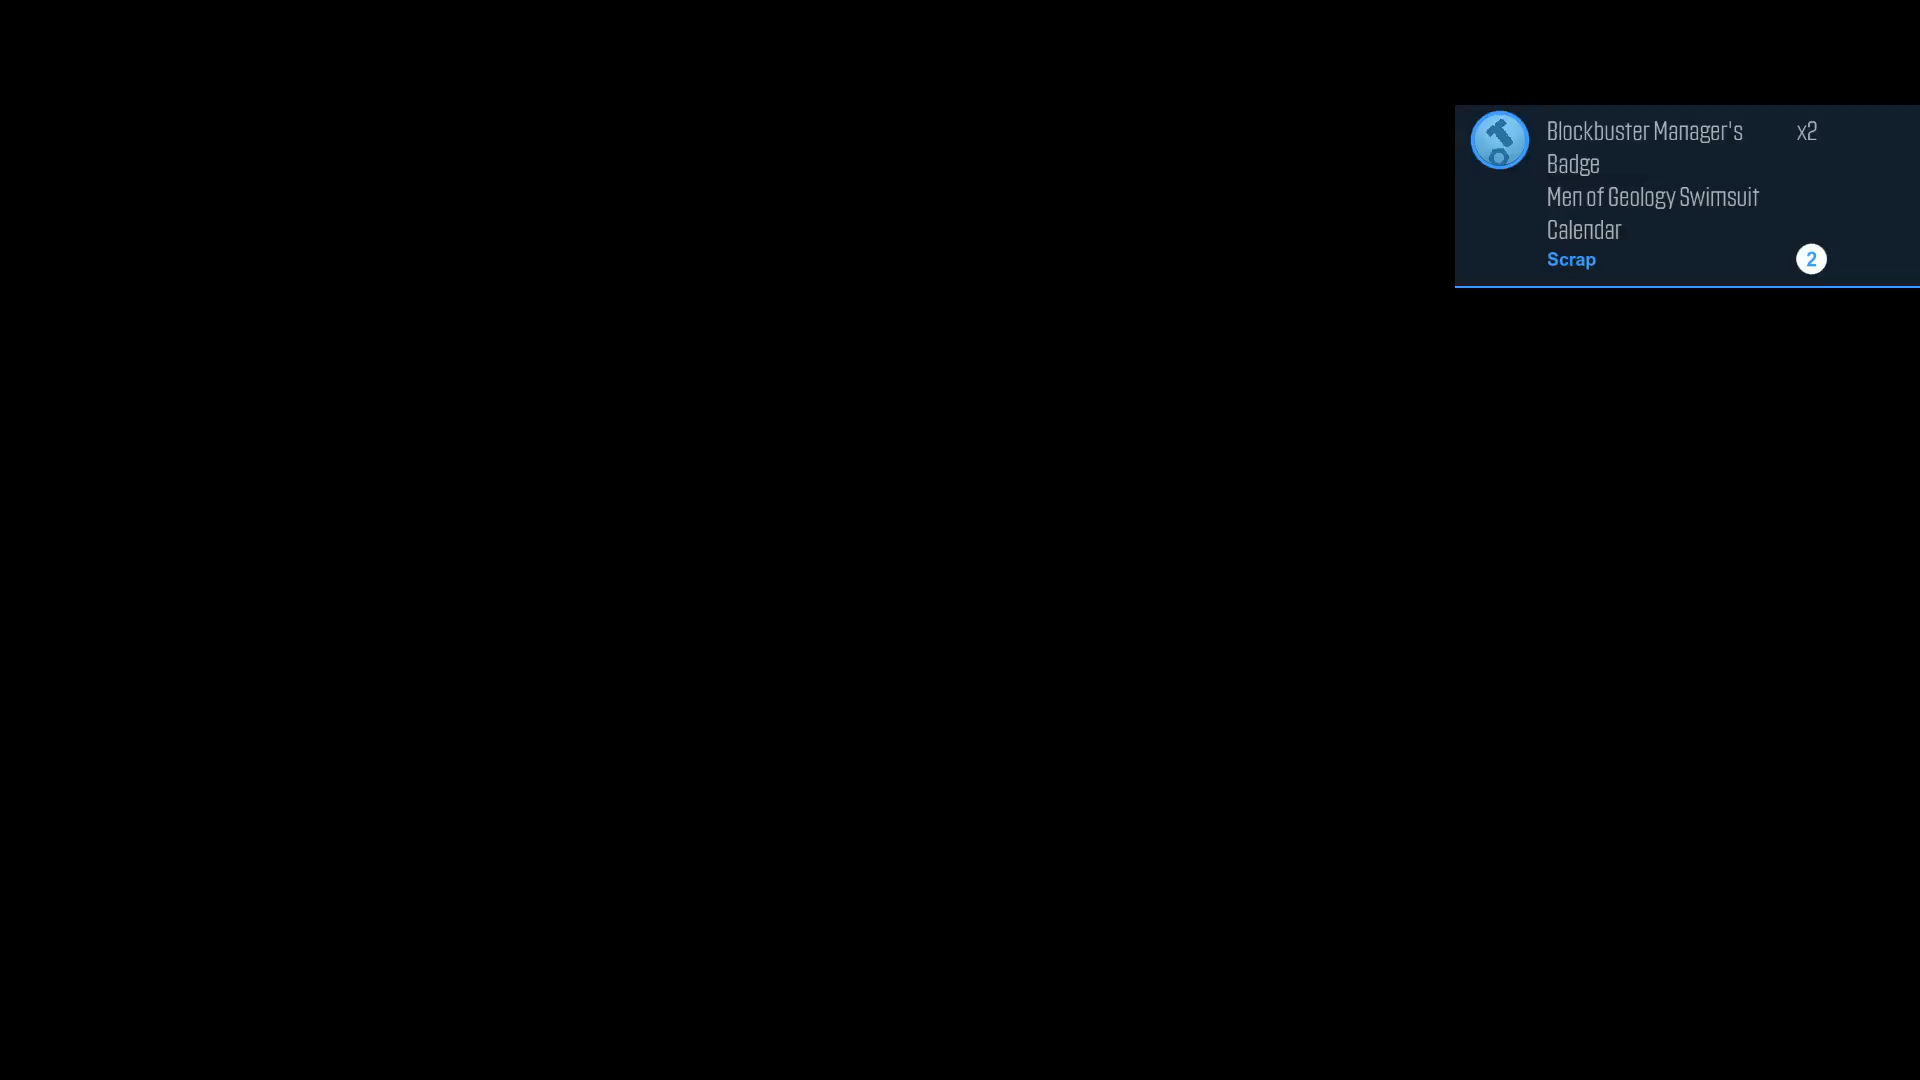 Blockbuster Manager's x2
Badge
Men of Geology Swimsuit
Calendar
Scrap 2